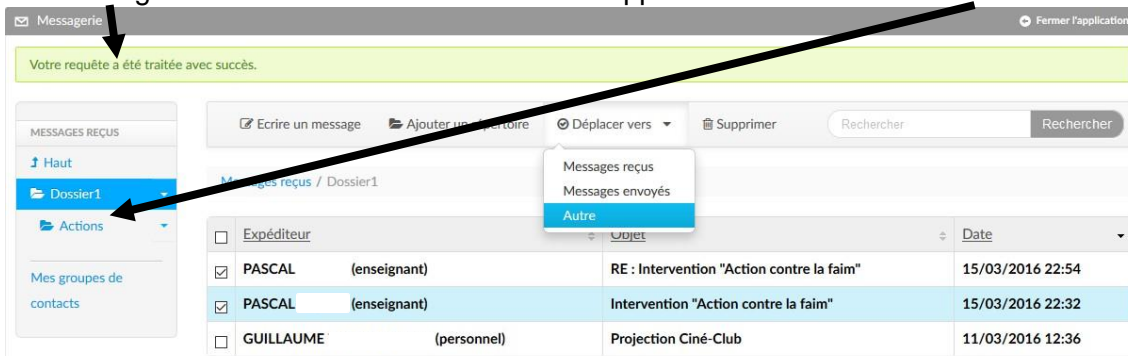 Messagerie Fermer l'application
Votre requête a été traitée avec succès.
MESSAGES REÇUS
Haut
Dossier1
Actions
Mes groupes de
contacts
Ecrire un message Ajouter un répertoire Déplacer vers Supprimer Rechercher Rechercher
Messages reçus
Messages envoyés
Autre
Messages reçus / Dossier1
Expéditeur Objet Date
PASCAL (enseignant) RE : Intervention "Action contre la faim" 15/03/2016 22:54
PASCAL (enseignant) Intervention "Action contre la faim" 15/03/2016 22:32
GUILLAUME (personnel) Projection Ciné-Club 11/03/2016 12:36